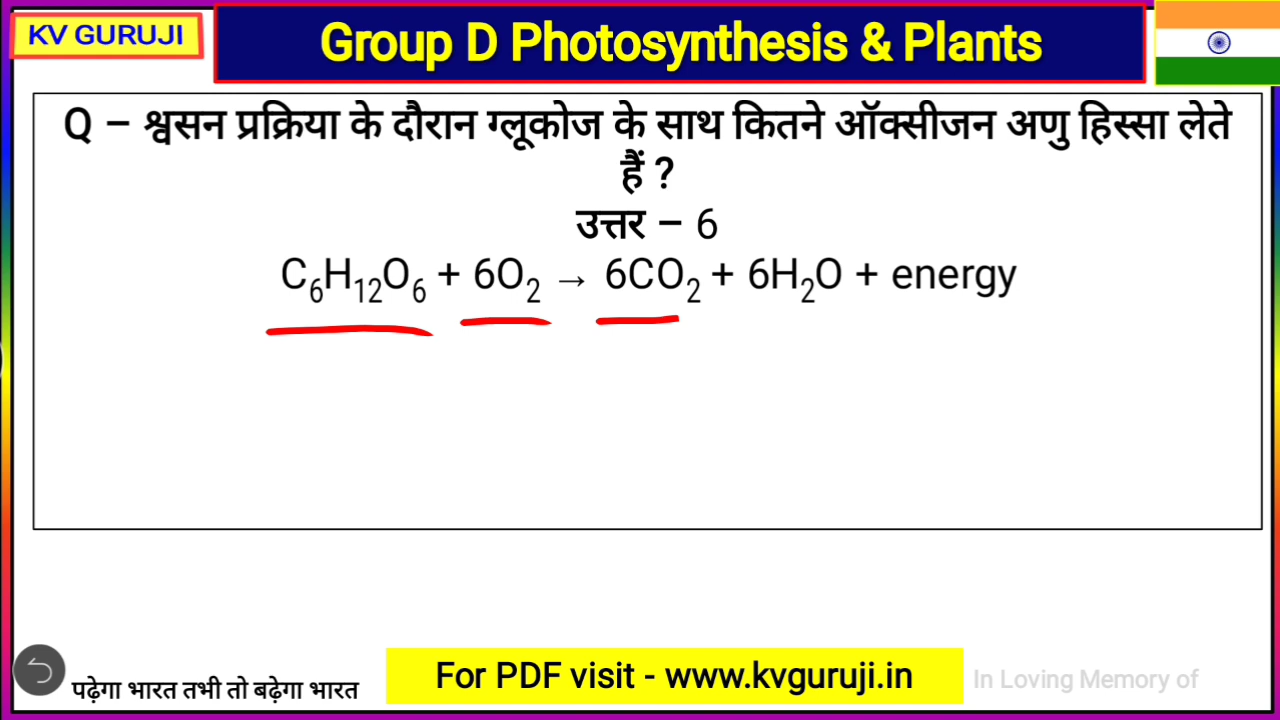 KV GURUJI
Group D Photosynthesis & Plants
Q – श्वसन प्रक्रिया के दौरान ग्लूकोज के साथ कितने ऑक्सीजन अणु हिस्सा लेते
हैं ?
उत्तर – 6
C₆H₁₂O₆ + 6O₂ → 6CO₂ + 6H₂O + energy
पढ़ेगा भारत तभी तो बढ़ेगा भारत
For PDF visit - www.kvguruji.in
In Loving Memory of